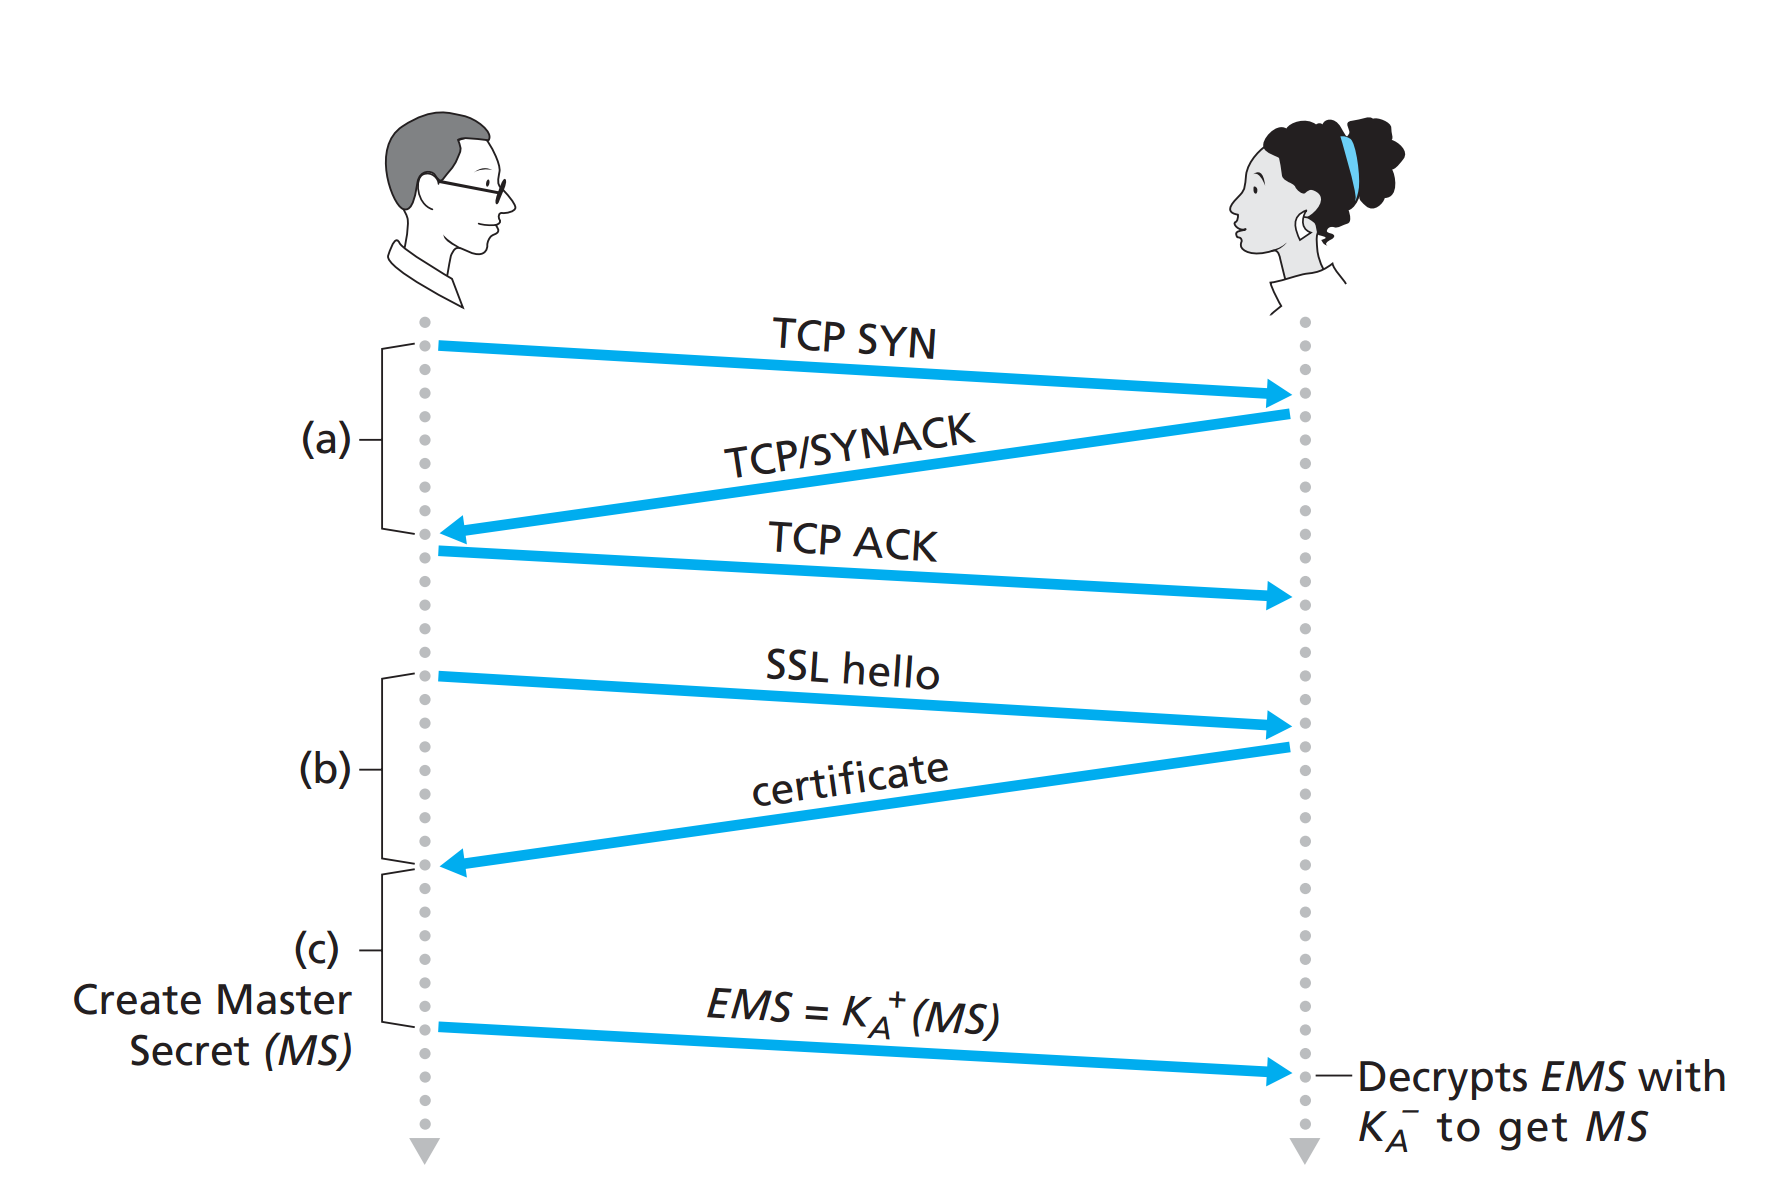 TCP SYN
(a)
TCP/SYNACK
TCP ACK
SSL hello
(b)
certificate
(c)
Create Master
Secret (MS)
EMS = K_A^+(MS)
Decrypts EMS with
K_A^− to get MS